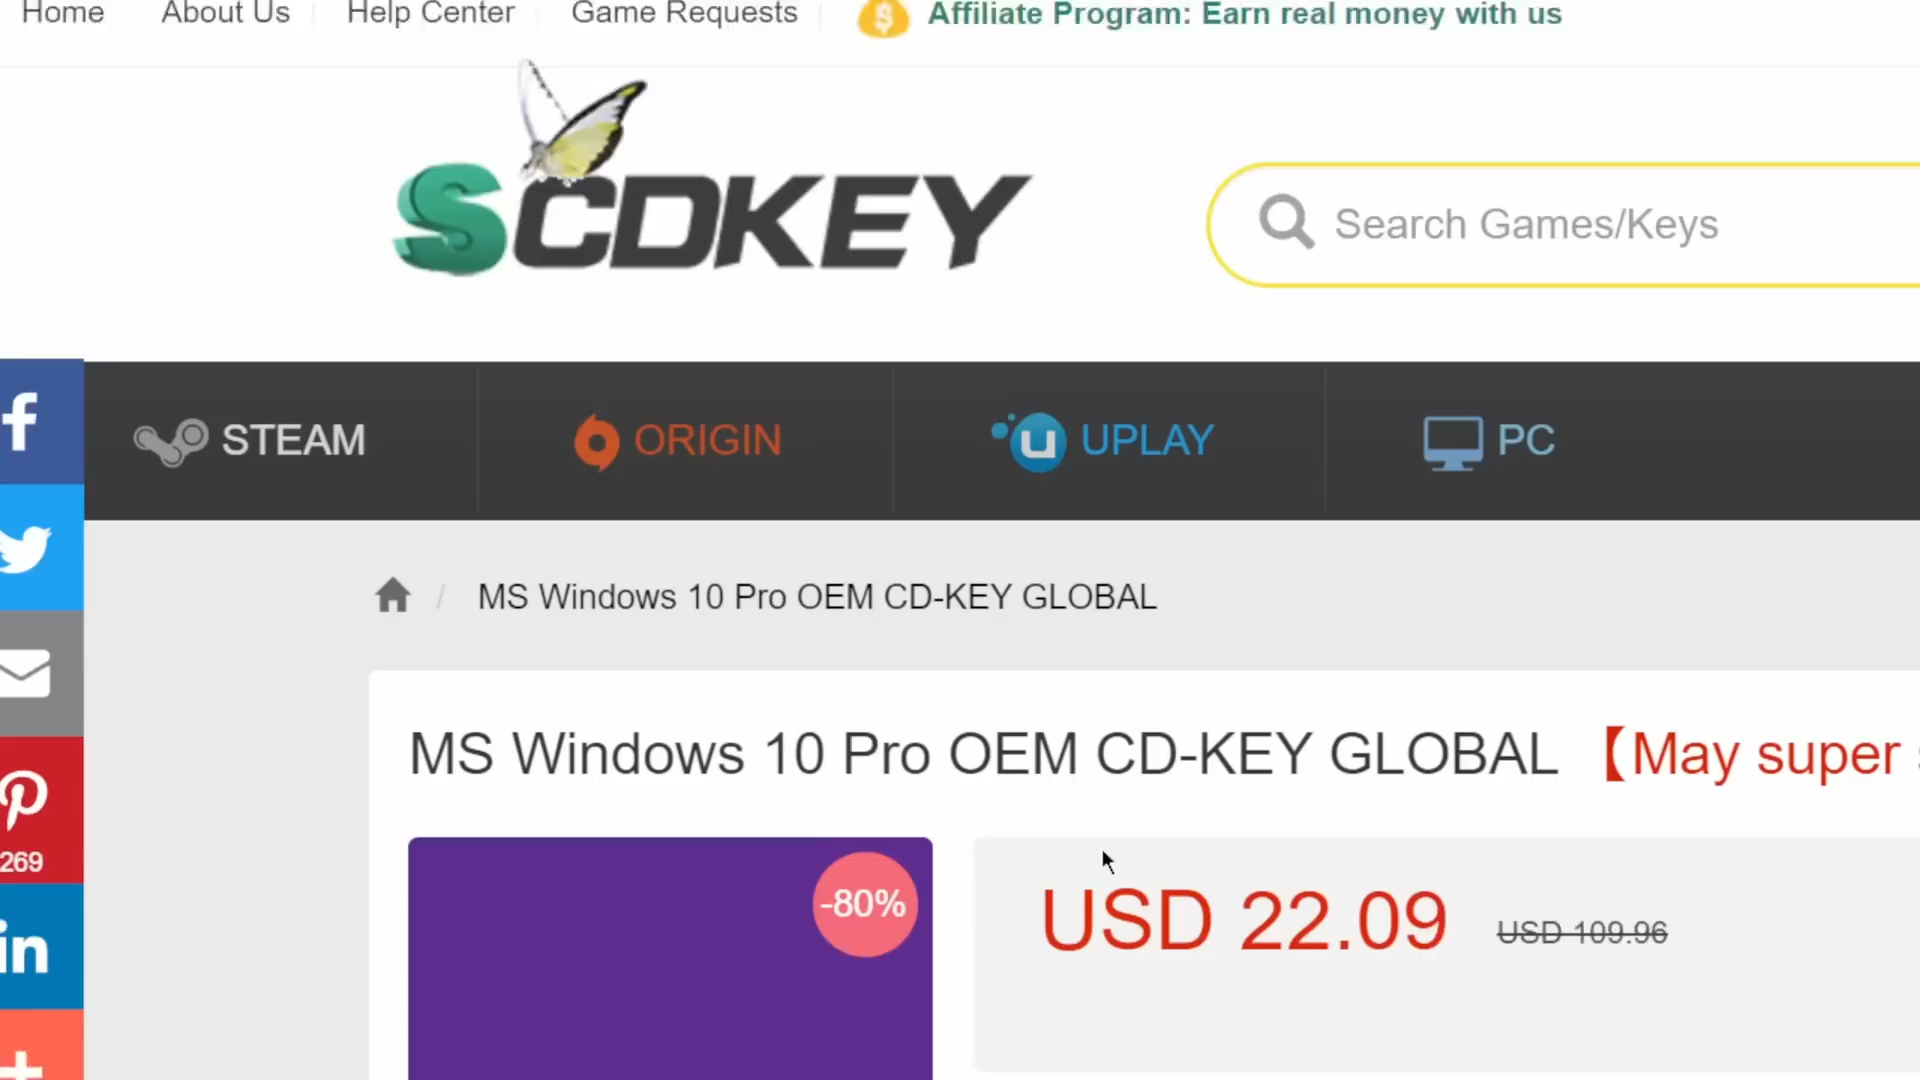 Home About Us Help Center Game Requests Affiliate Program: Earn real money with us
SCDKEY
Search Games/Keys
STEAM ORIGIN UPLAY PC
MS Windows 10 Pro OEM CD-KEY GLOBAL
MS Windows 10 Pro OEM CD-KEY GLOBAL 【May super
-80%
USD 22.09 USD 109.96
269